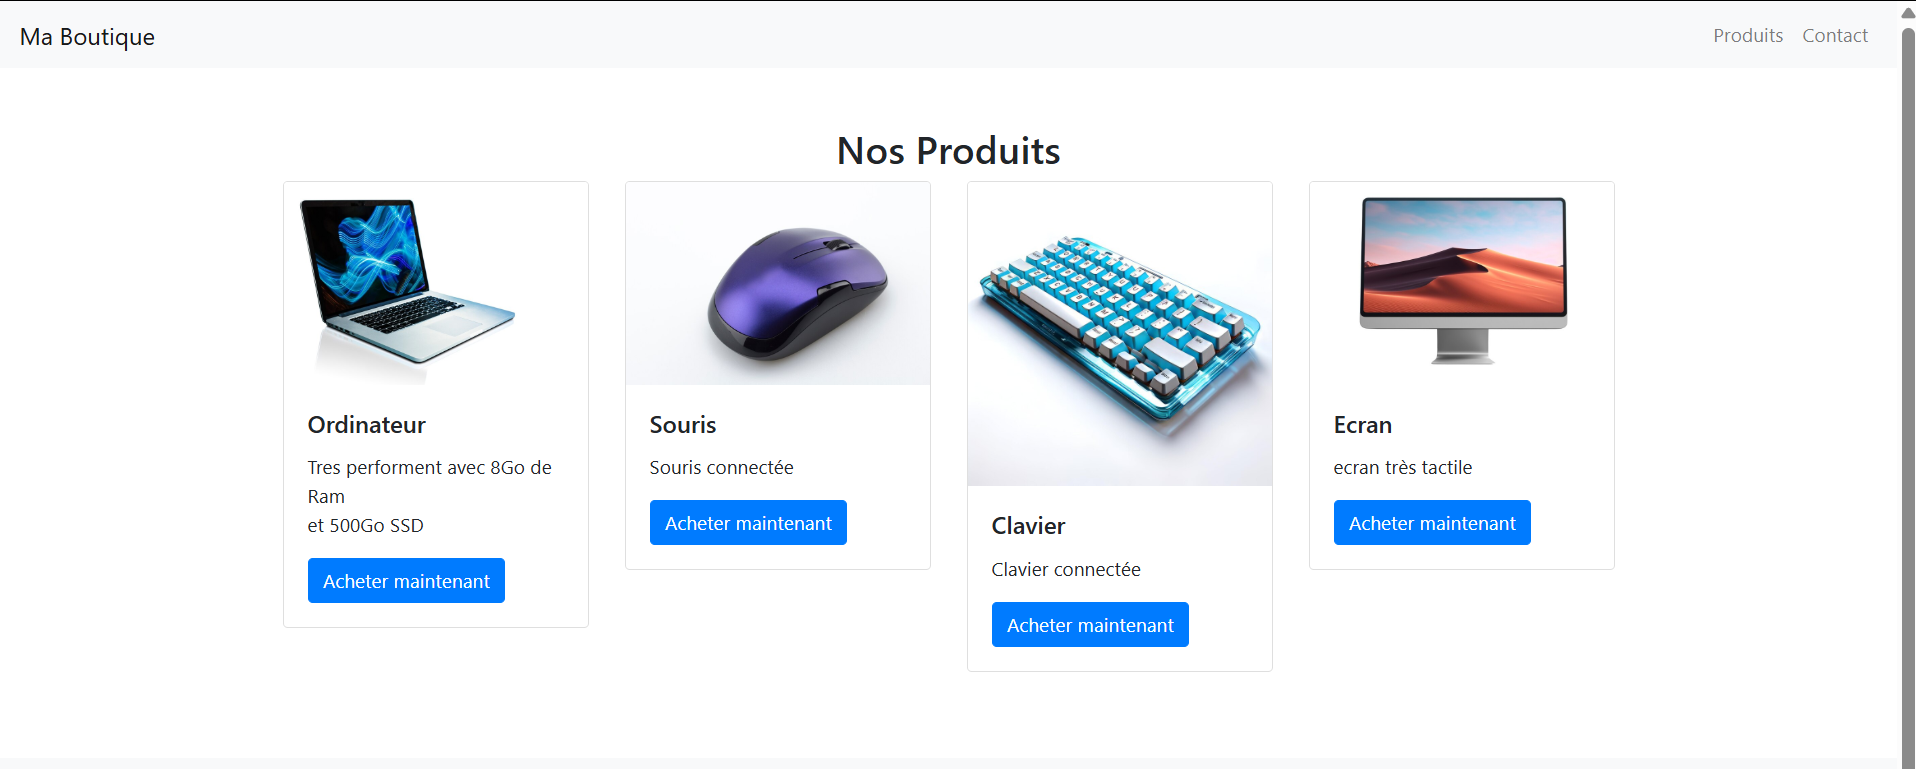 Ma Boutique
Produits Contact
Nos Produits
Ordinateur
Tres performent avec 8Go de
Ram
et 500Go SSD
Acheter maintenant
Souris
Souris connectée
Acheter maintenant
Clavier
Clavier connectée
Acheter maintenant
Ecran
ecran très tactile
Acheter maintenant